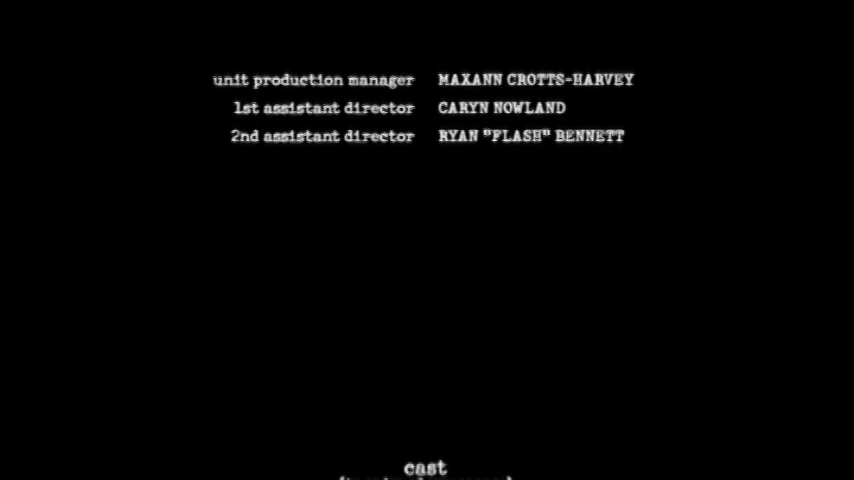 unit production manager MAXANN CROTTS-HARVEY
1st assistant director CARYN NOWLAND
2nd assistant director RYAN "FLASH" BENNETT
cast